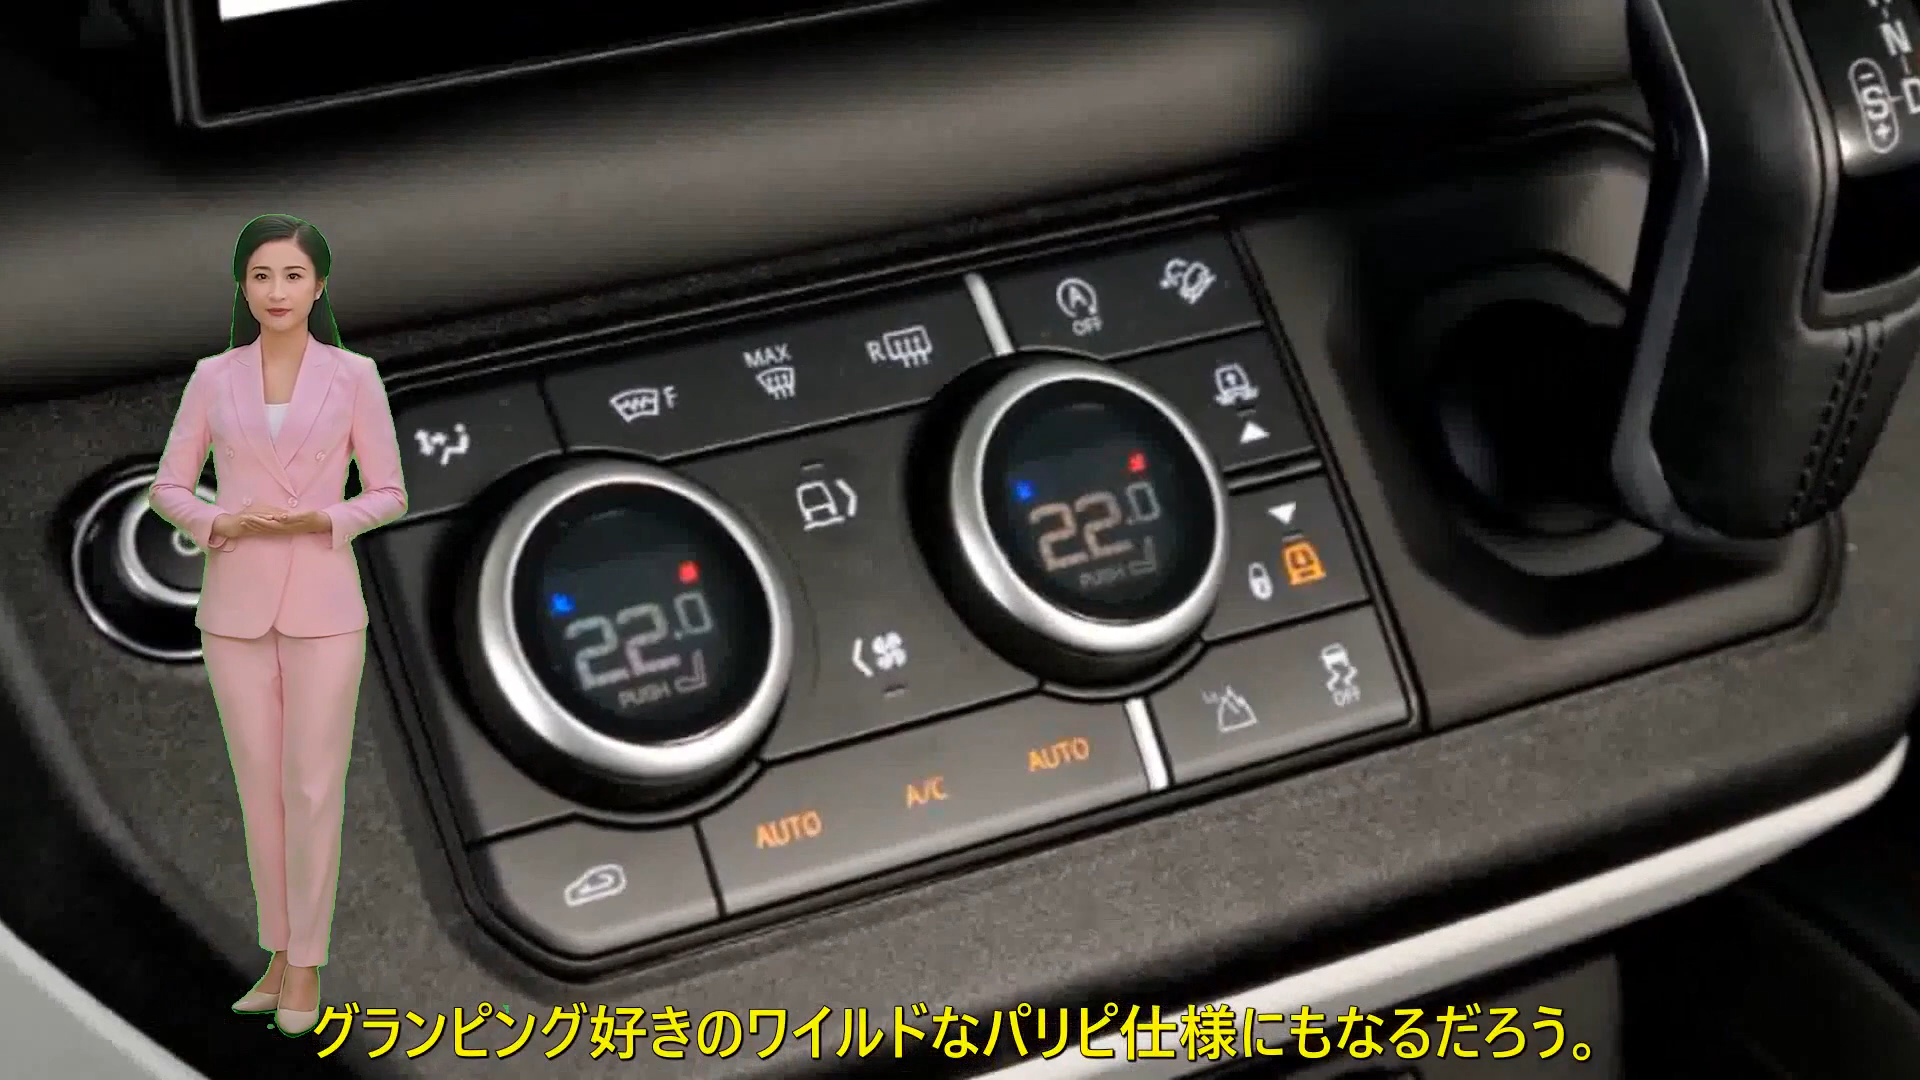 N
D
S
+
A
OFF
MAX
R
F
22.0
PUSH
22.0
PUSH
OFF
AUTO
A/C
AUTO
グランピング好きのワイルドなパリピ仕様にもなるだろう。